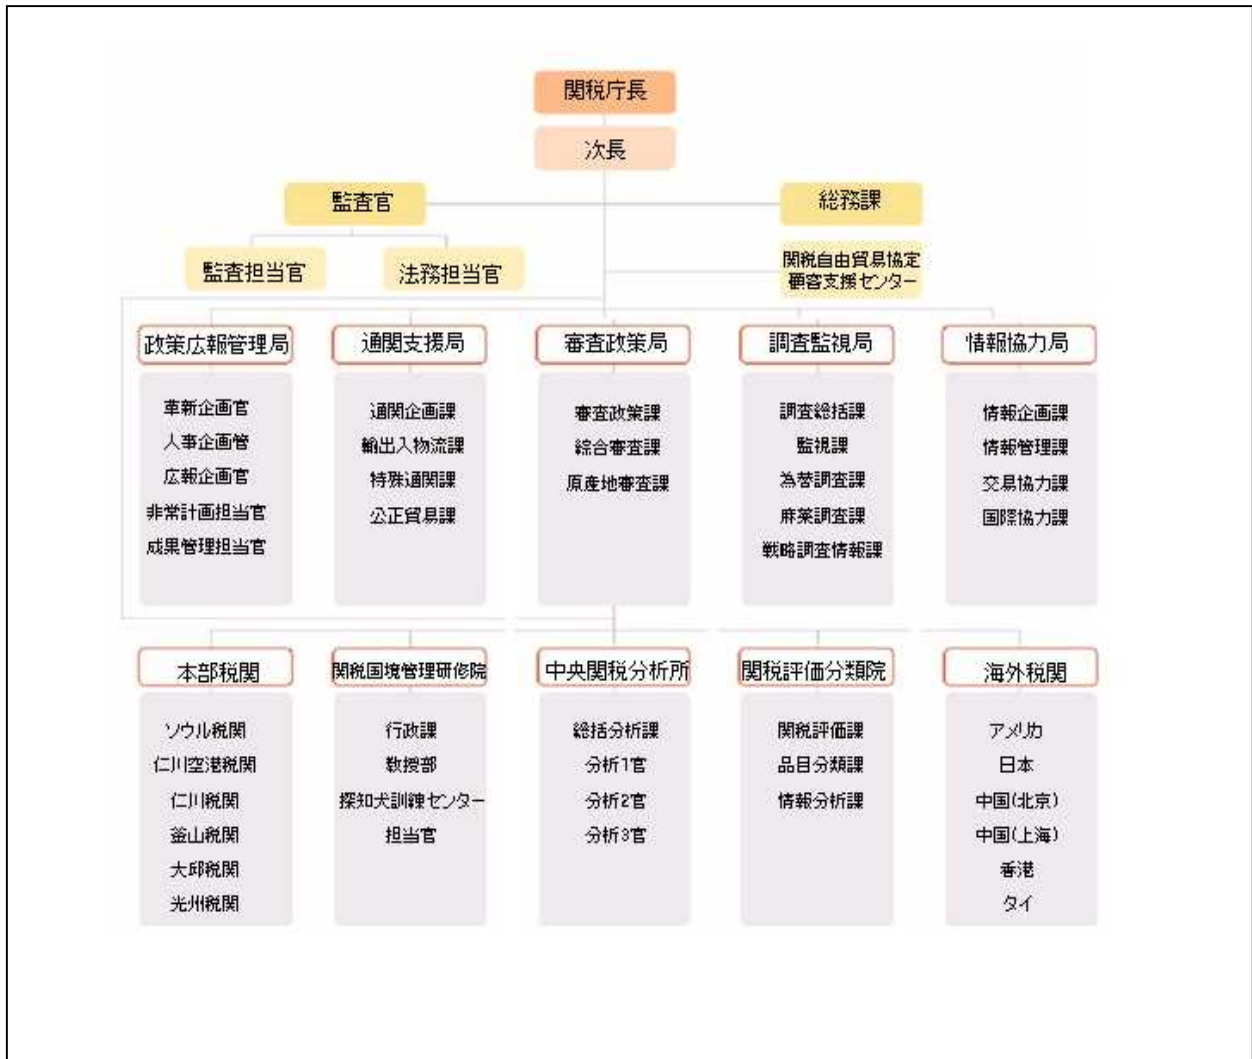 関税庁長
次長
監査官
総務課
監査担当官
法務担当官
関税自由貿易協定
顧客支援センター
政策広報管理局
通関支援局
審査政策局
調査監視局
情報協力局
革新企画官
人事企画管
広報企画官
非常計画担当官
成果管理担当官
通関企画課
輸出入物流課
特殊通関課
公正貿易課
審査政策課
綜合審査課
原産地審査課
調査総括課
監視課
為替調査課
麻薬調査課
戦略調査情報課
情報企画課
情報管理課
交易協力課
国際協力課
本部税関
関税国境管理研修院
中央関税分析所
関税評価分類院
海外税関
ソウル税関
仁川空港税関
仁川税関
釜山税関
大邱税関
光州税関
行政課
教授部
探知犬訓練センター
担当官
総括分析課
分析1官
分析2官
分析3官
関税評価課
品目分類課
情報分析課
アメリカ
日本
中国(北京)
中国(上海)
香港
タイ